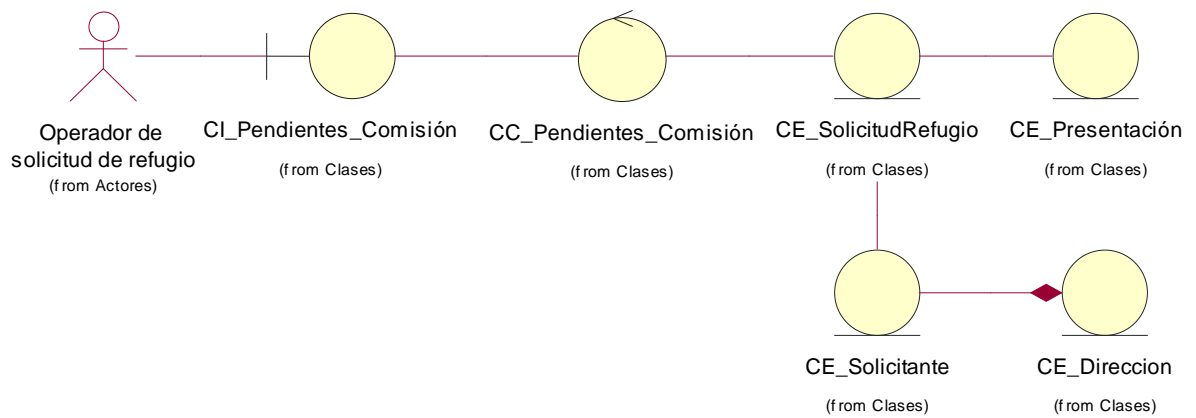 Operador de
solicitud de refugio
(from Actores)
CI_Pendientes_Comisión
(from Clases)
CC_Pendientes_Comisión
(from Clases)
CE_SolicitudRefugio
(from Clases)
CE_Presentación
(from Clases)
CE_Solicitante
(from Clases)
CE_Direccion
(from Clases)